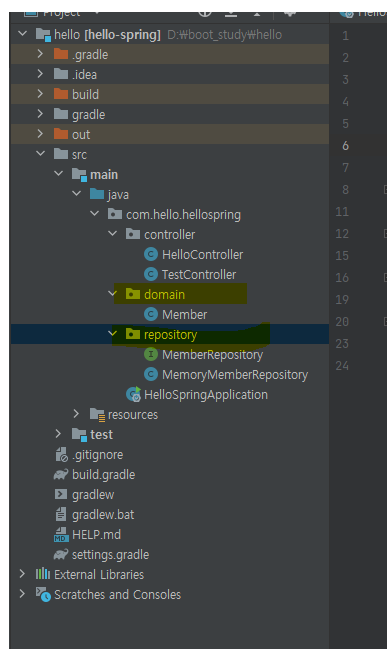 Project
hello [hello-spring] D:₩boot_study₩hello
.gradle
.idea
build
gradle
out
src
main
java
com.hello.hellospring
controller
HelloController
TestController
domain
Member
repository
MemberRepository
MemoryMemberRepository
HelloSpringApplication
resources
test
.gitignore
build.gradle
gradlew
gradlew.bat
HELP.md
settings.gradle
External Libraries
Scratches and Consoles
1
2
3
4
5
6
7
8
11
12
15
16
19
20
23
24